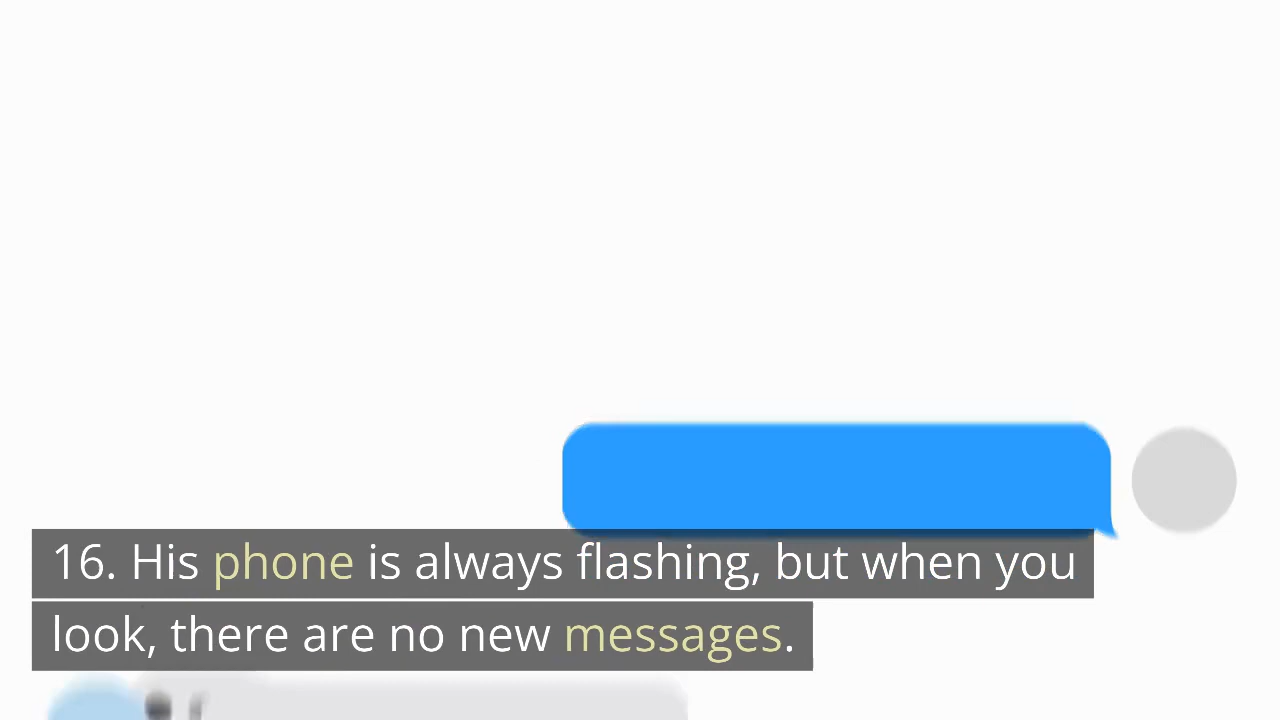 16. His phone is always flashing, but when you
look, there are no new messages.